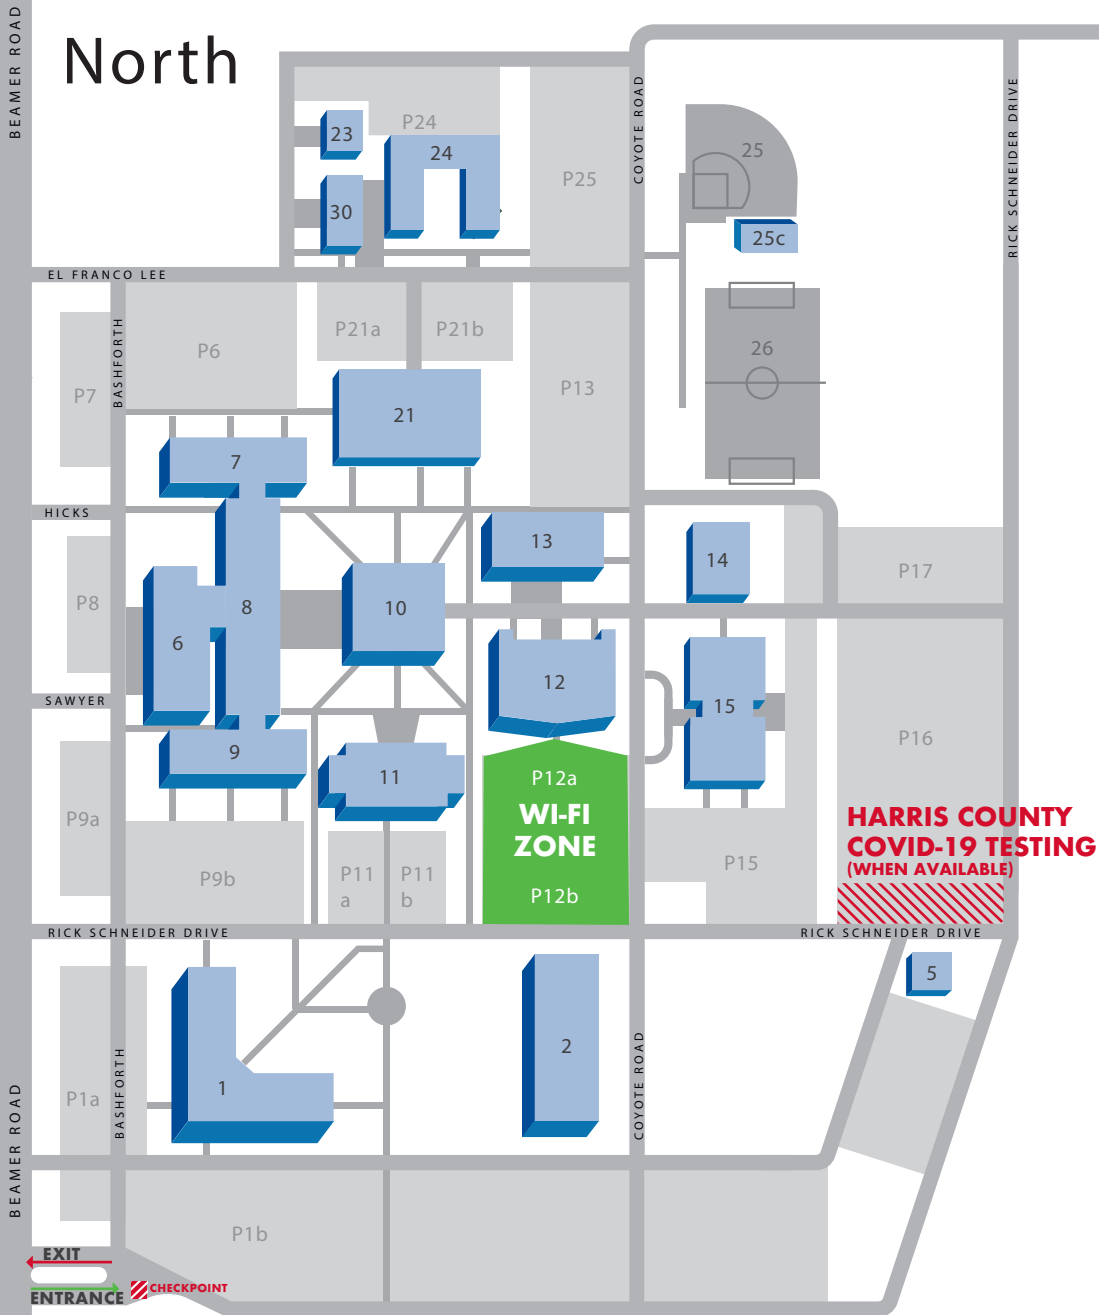 North
BEAMER ROAD
COYOTE ROAD
RICK SCHNEIDER DRIVE
P24
23
24
25
P25
30
25c
EL FRANCO LEE
BASHFORTH
P21a
P21b
P6
26
P7
P13
21
7
HICKS
13
14
P17
P8
8
10
6
12
SAWYER
15
9
P16
11
P12a
WI-FI
ZONE
P9a
HARRIS COUNTY
COVID-19 TESTING
(WHEN AVAILABLE)
P15
P9b
P11
a
P11
b
P12b
RICK SCHNEIDER DRIVE
RICK SCHNEIDER DRIVE
5
2
1
P1a
BASHFORTH
COYOTE ROAD
BEAMER ROAD
P1b
EXIT
ENTRANCE
CHECKPOINT